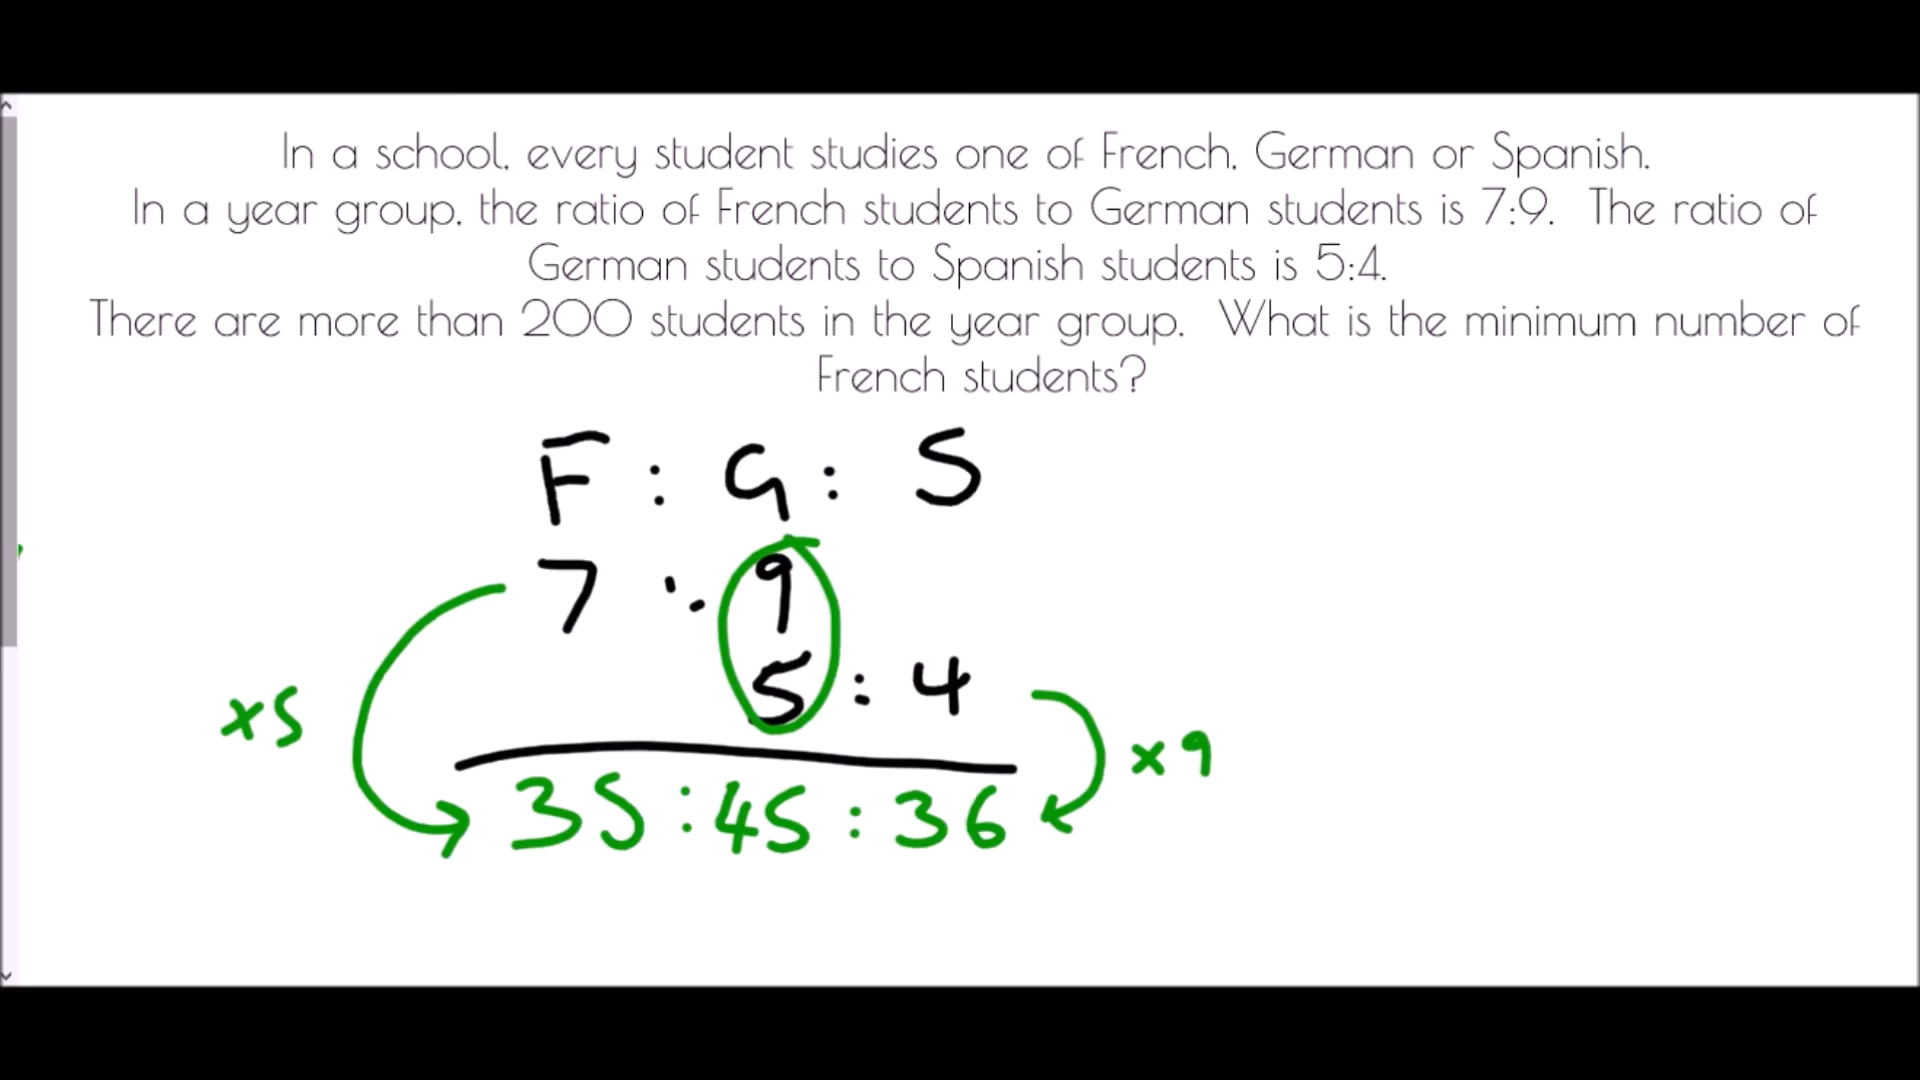 In a school, every student studies one of French, German or Spanish.
In a year group, the ratio of French students to German students is 7:9. The ratio of
German students to Spanish students is 5:4.
There are more than 200 students in the year group. What is the minimum number of
French students?
F : G : S
7 : 9
5 : 4
x5
x9
35 : 45 : 36